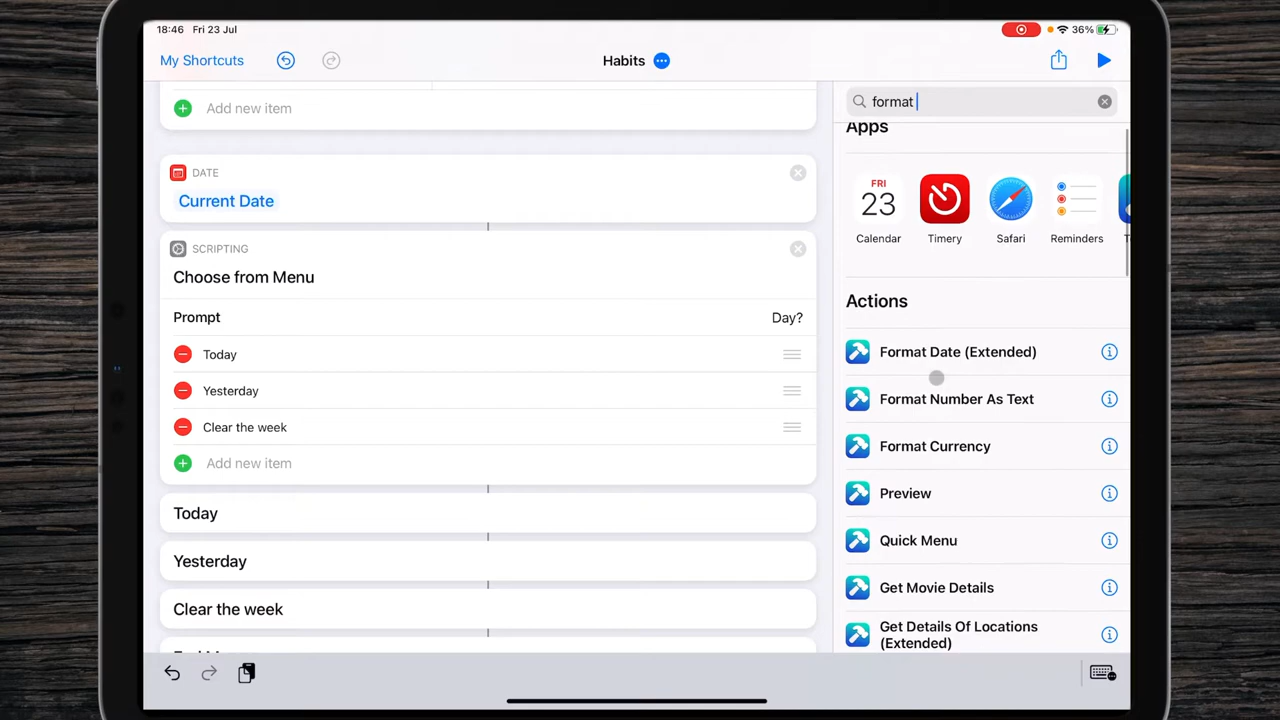 18:46 Fri 23 Jul
36%
My Shortcuts
Habits
format
Add new item
Apps
DATE
Current Date
FRI
23
Calendar
Timery
Safari
Reminders
SCRIPTING
Choose from Menu
Actions
Prompt
Day?
Today
Yesterday
Clear the week
Add new item
Format Date (Extended)
Format Number As Text
Format Currency
Preview
Quick Menu
Get Movie Details
Get Details Of Locations
(Extended)
Today
Yesterday
Clear the week